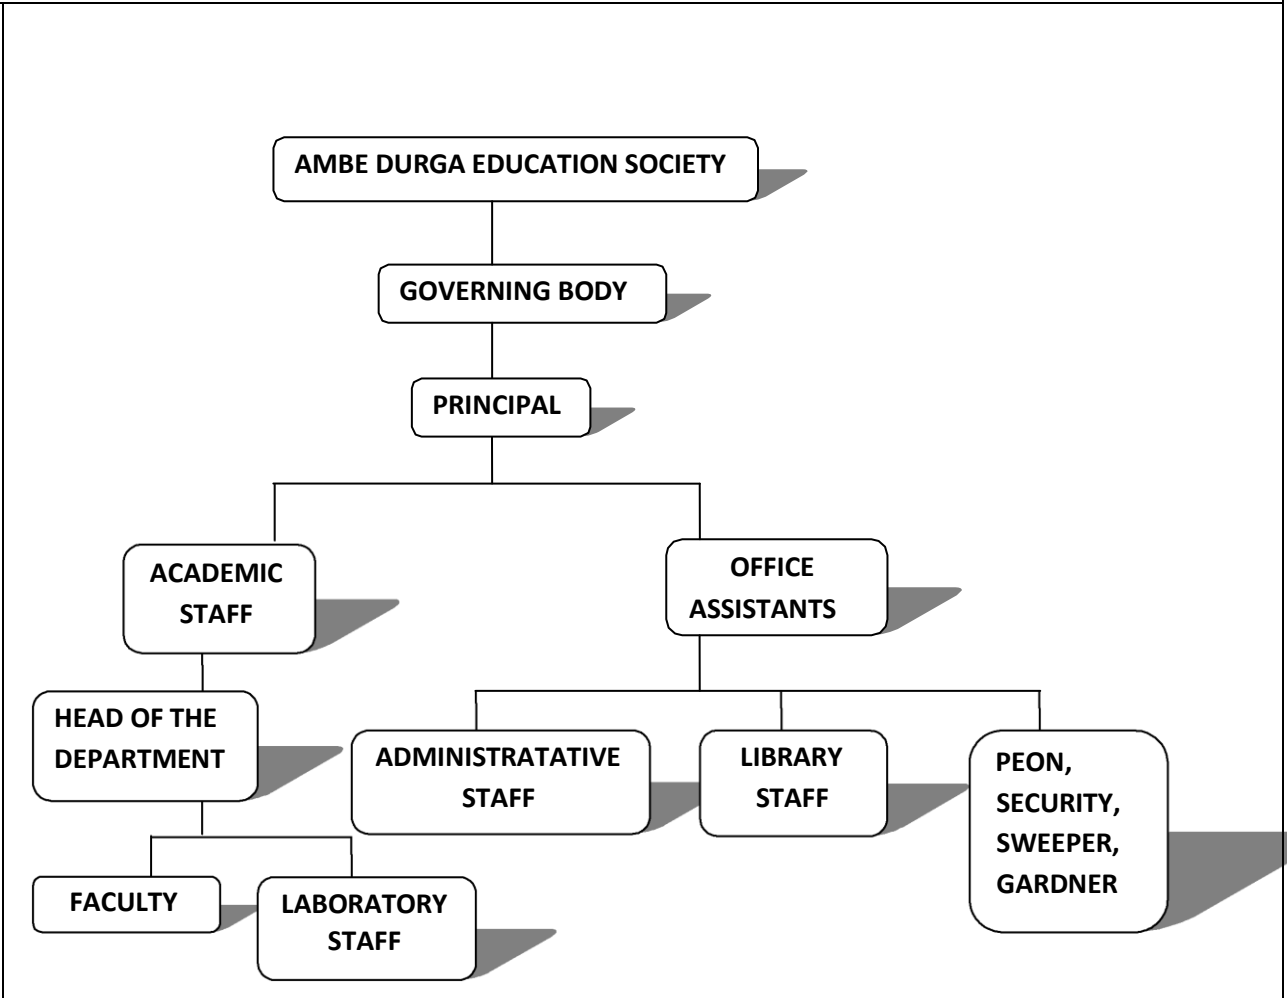 AMBE DURGA EDUCATION SOCIETY
GOVERNING BODY
PRINCIPAL
ACADEMIC
STAFF
OFFICE
ASSISTANTS
HEAD OF THE
DEPARTMENT
ADMINISTRATATIVE
STAFF
LIBRARY
STAFF
PEON,
SECURITY,
SWEEPER,
GARDNER
FACULTY
LABORATORY
STAFF